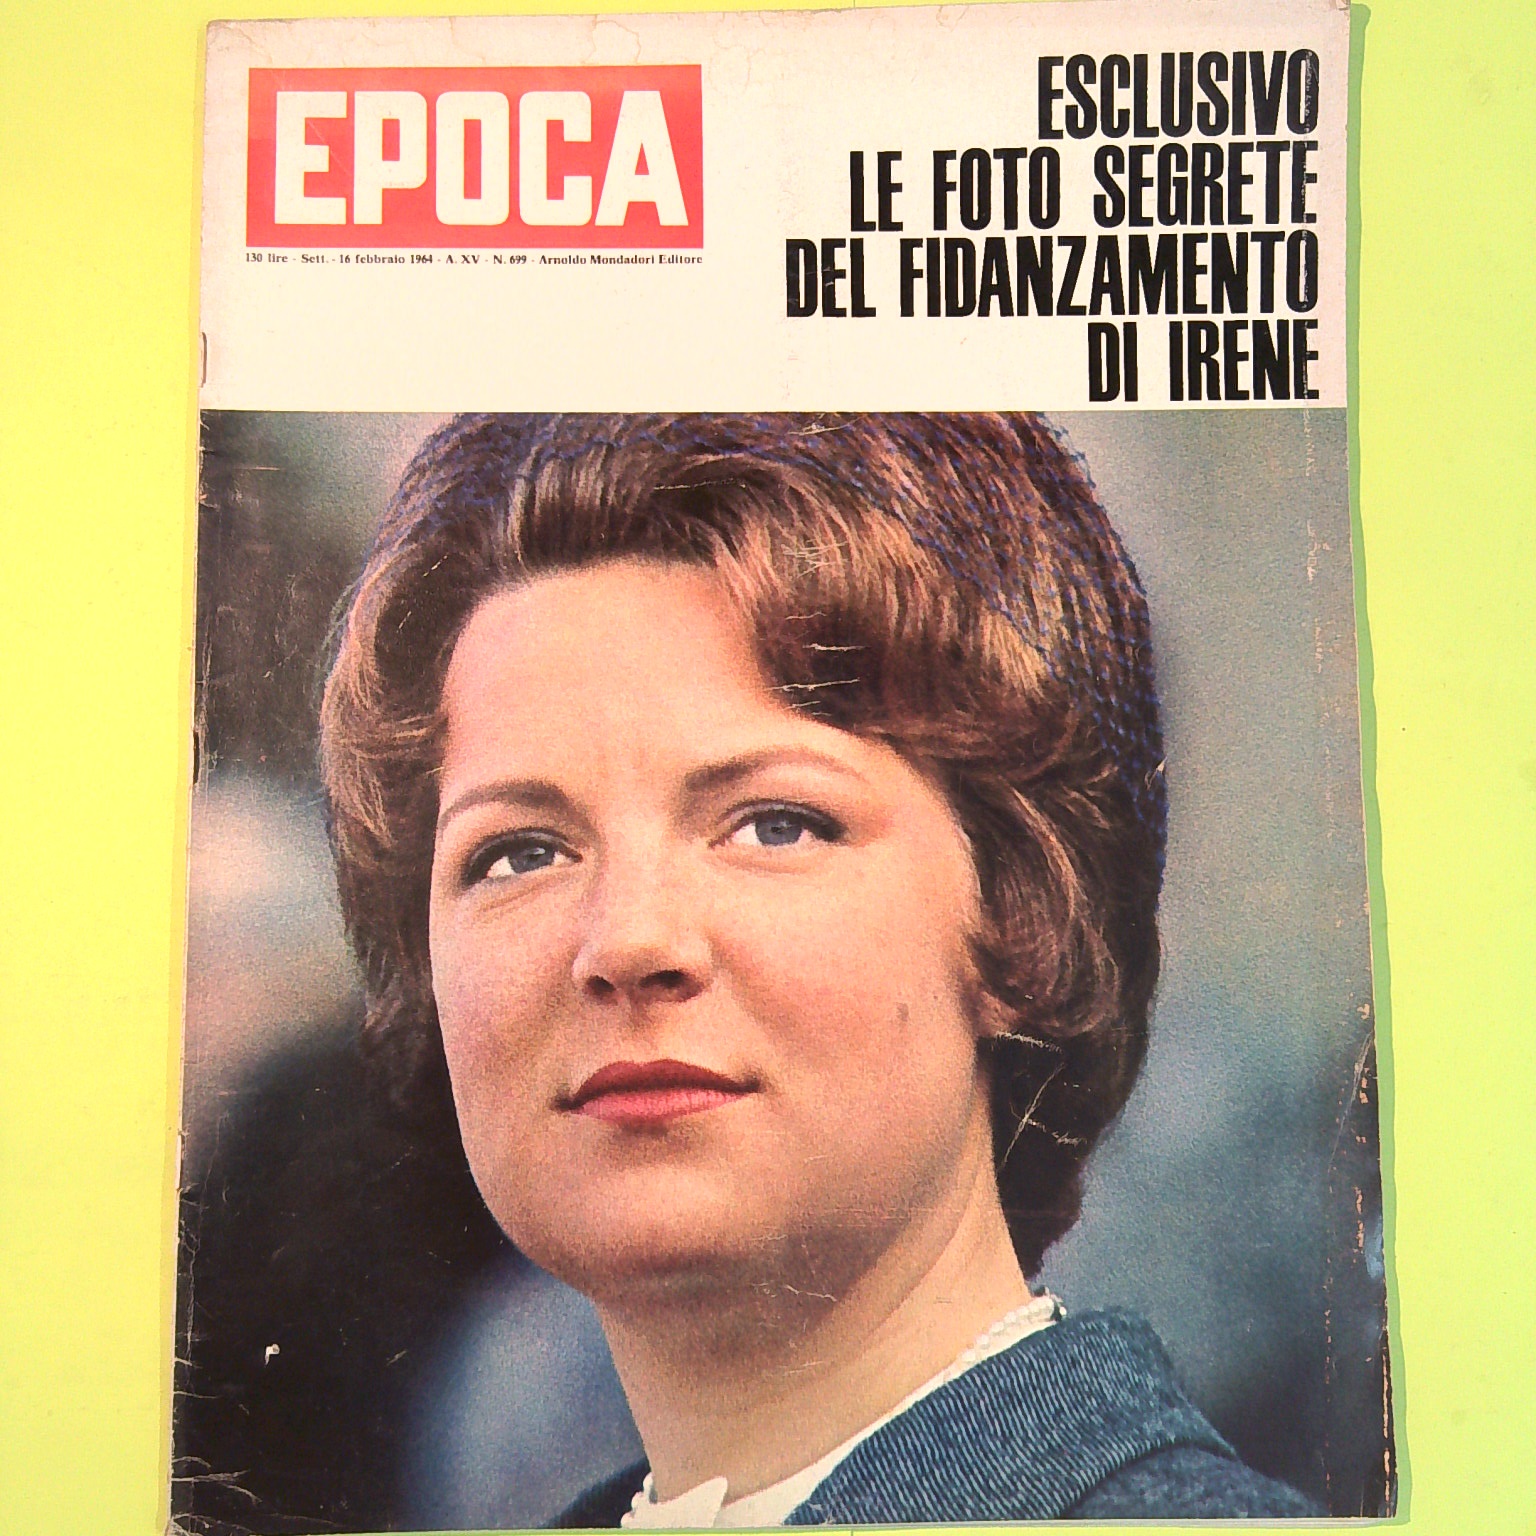 EPOCA
130 lire - Sett. - 16 febbraio 1964 - A. XV - N. 699 - Arnoldo Mondadori Editore
ESCLUSIVO
LE FOTO SEGRETE
DEL FIDANZAMENTO
DI IRENE